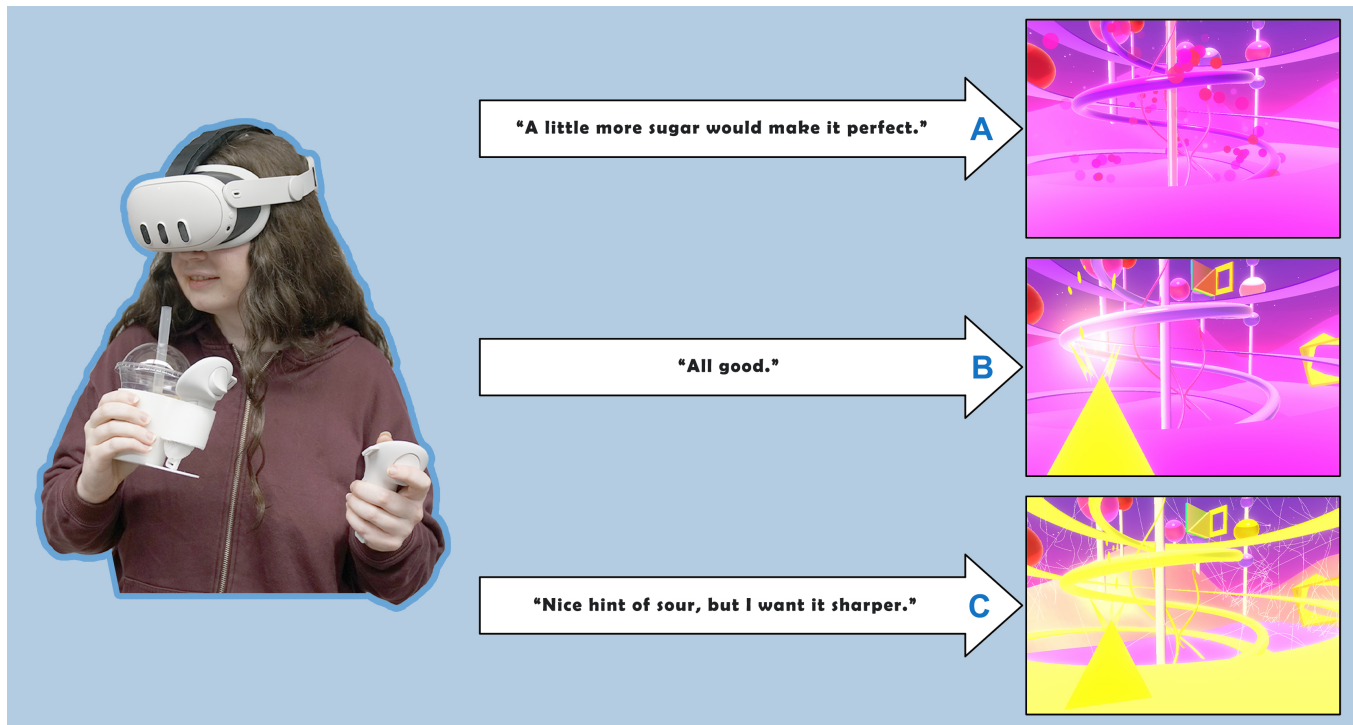 “A little more sugar would make it perfect.” A
“All good.” B
“Nice hint of sour, but I want it sharper.” C